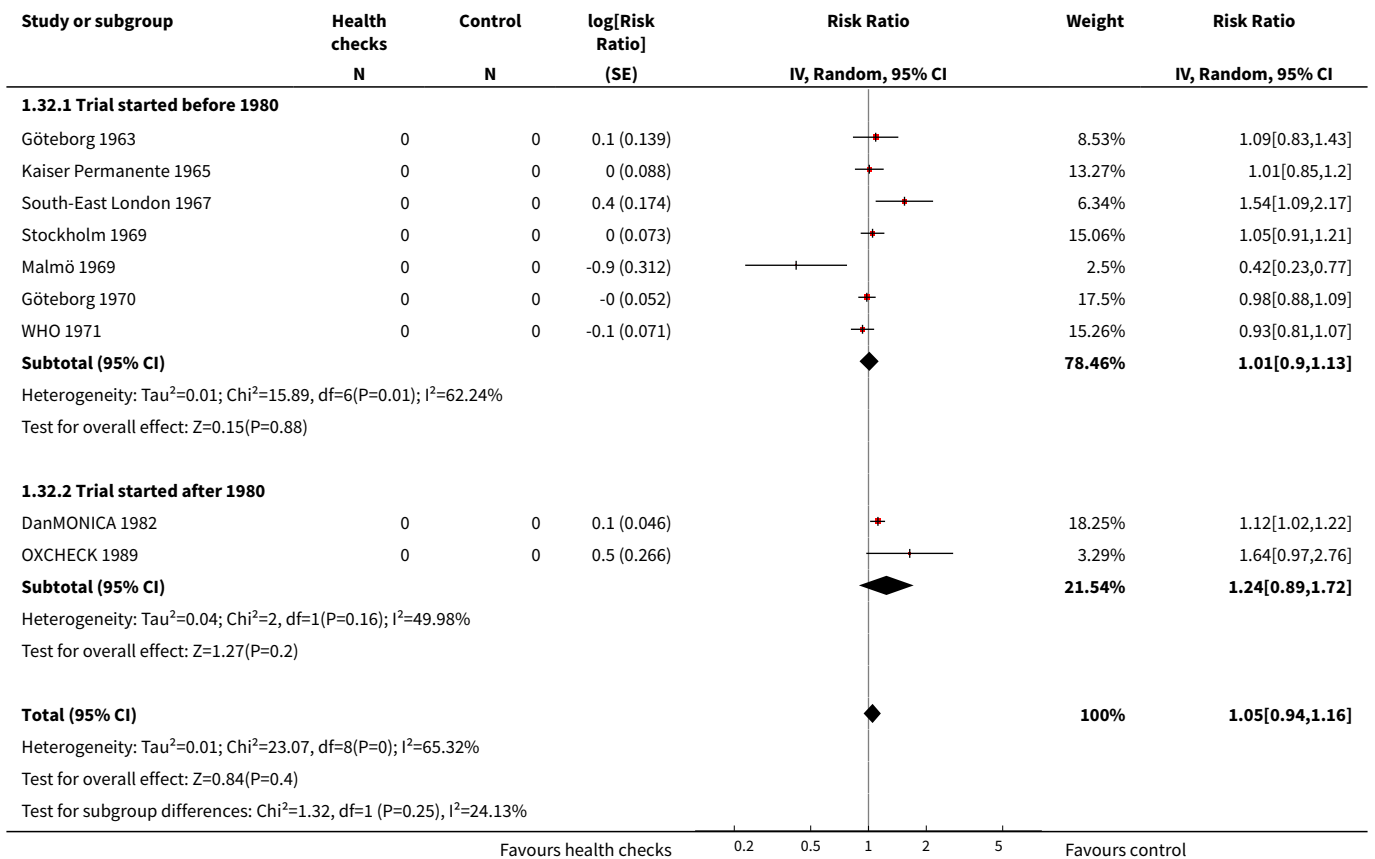 Study or subgroup Health checks Control log[Risk Ratio] Risk Ratio Weight Risk Ratio
N N (SE) IV, Random, 95% CI IV, Random, 95% CI
1.32.1 Trial started before 1980
Göteborg 1963 0 0 0.1 (0.139) 8.53% 1.09[0.83,1.43]
Kaiser Permanente 1965 0 0 0 (0.088) 13.27% 1.01[0.85,1.2]
South-East London 1967 0 0 0.4 (0.174) 6.34% 1.54[1.09,2.17]
Stockholm 1969 0 0 0 (0.073) 15.06% 1.05[0.91,1.21]
Malmö 1969 0 0 -0.9 (0.312) 2.5% 0.42[0.23,0.77]
Göteborg 1970 0 0 -0 (0.052) 17.5% 0.98[0.88,1.09]
WHO 1971 0 0 -0.1 (0.071) 15.26% 0.93[0.81,1.07]
Subtotal (95% CI) 78.46% 1.01[0.9,1.13]
Heterogeneity: Tau²=0.01; Chi²=15.89, df=6(P=0.01); I²=62.24%
Test for overall effect: Z=0.15(P=0.88)
1.32.2 Trial started after 1980
DanMONICA 1982 0 0 0.1 (0.046) 18.25% 1.12[1.02,1.22]
OXCHECK 1989 0 0 0.5 (0.266) 3.29% 1.64[0.97,2.76]
Subtotal (95% CI) 21.54% 1.24[0.89,1.72]
Heterogeneity: Tau²=0.04; Chi²=2, df=1(P=0.16); I²=49.98%
Test for overall effect: Z=1.27(P=0.2)
Total (95% CI) 100% 1.05[0.94,1.16]
Heterogeneity: Tau²=0.01; Chi²=23.07, df=8(P=0); I²=65.32%
Test for overall effect: Z=0.84(P=0.4)
Test for subgroup differences: Chi²=1.32, df=1 (P=0.25), I²=24.13%
Favours health checks 0.2 0.5 1 2 5 Favours control